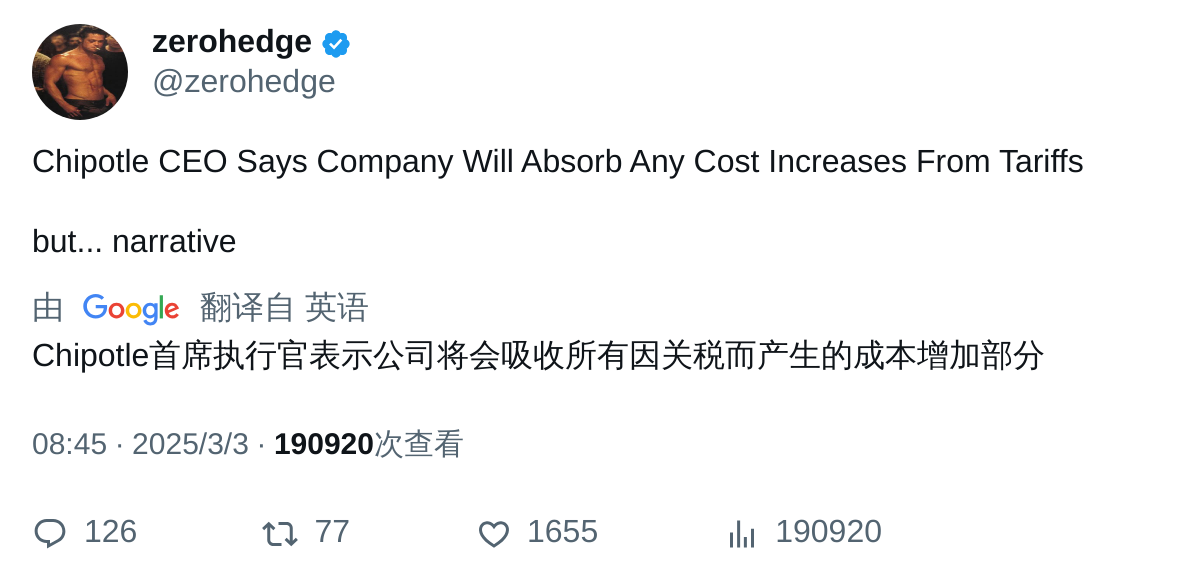 zerohedge
@zerohedge
Chipotle CEO Says Company Will Absorb Any Cost Increases From Tariffs
but... narrative
由 Google 翻译自 英语
Chipotle首席执行官表示公司将会吸收所有因关税而产生的成本增加部分
08:45 · 2025/3/3 · 190920次查看
126 77 1655 190920